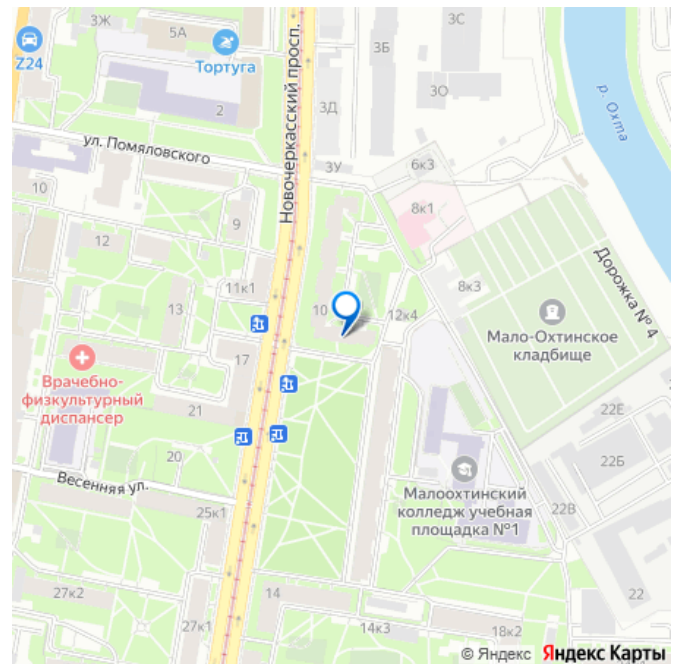 3Ж
5А
3С
3Б
Z24
Тортуга
3О
3Д
2
р. Охта
ул. Помяловского
Новочеркасский просп.
3У
6к3
10
8к1
9
12
Дорожка № 4
11к1
8к3
13
10
12к4
Мало-Охтинское
кладбище
17
Врачебно-
физкультурный
диспансер
21
22Е
20
22Б
Весенняя ул.
Малоохтинский
колледж учебная
площадка №1
25к1
22В
27к2
14
22
27к1
14к3
18к2
© Яндекс Яндекс Карты